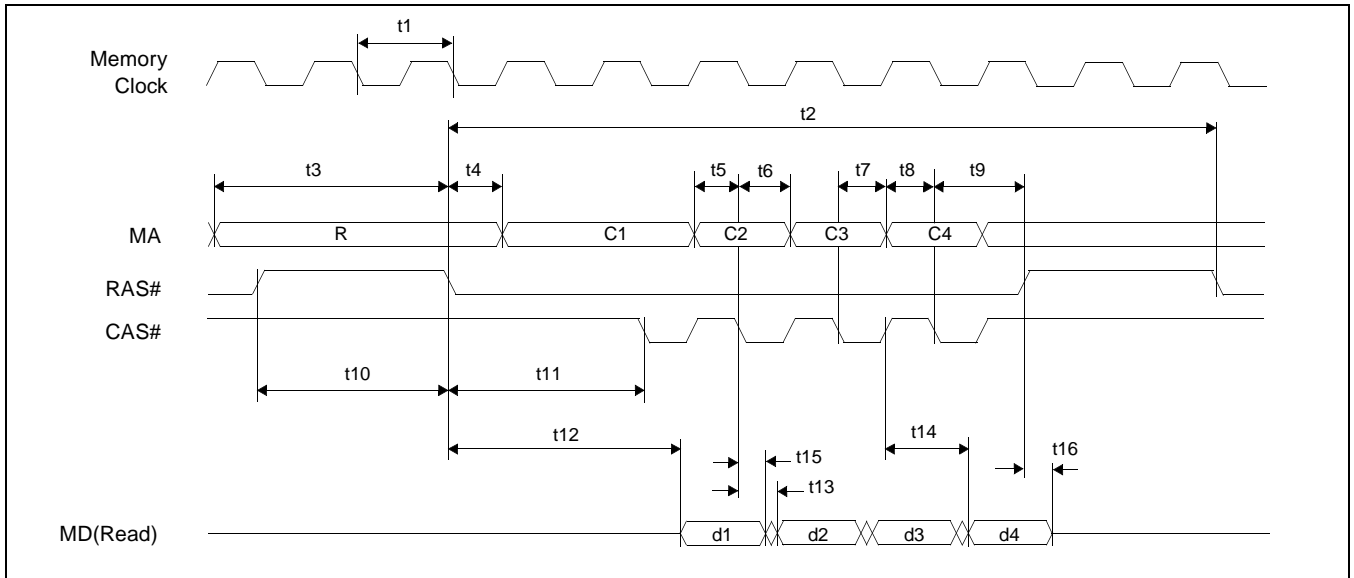 t1
Memory
Clock
t2
t3 t4 t5 t6 t7 t8 t9
MA R C1 C2 C3 C4
RAS#
CAS#
t10 t11
t12 t14 t16
t15
t13
MD(Read) d1 d2 d3 d4